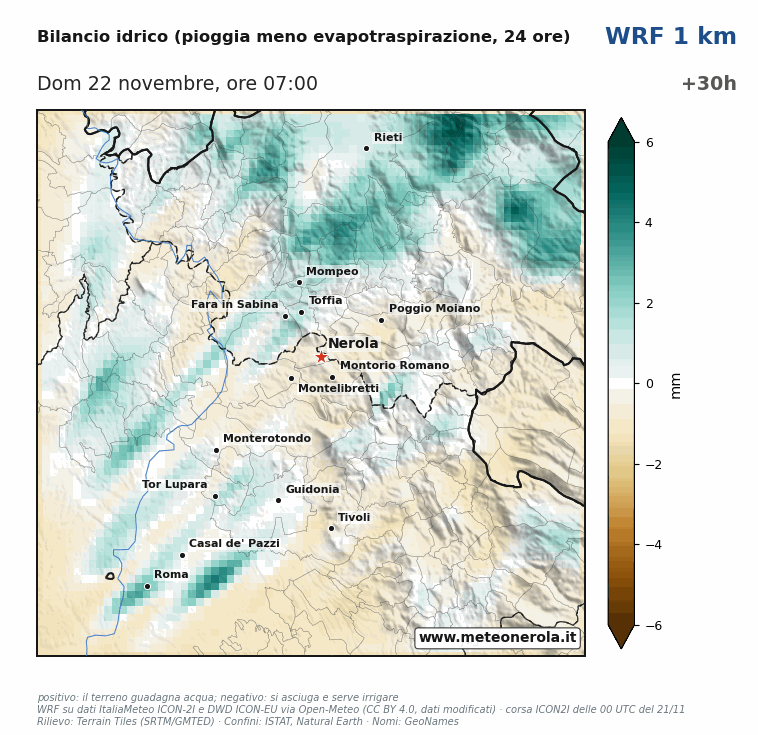 Bilancio idrico (pioggia meno evapotraspirazione, 24 ore)
WRF 1 km
Dom 22 novembre, ore 07:00
+30h
Rieti
Mompeo
Fara in Sabina
Toffia
Poggio Moiano
Nerola
Montorio Romano
Montelibretti
Monterotondo
Tor Lupara
Guidonia
Tivoli
Casal de' Pazzi
Roma
www.meteonerola.it
6
4
2
0
−2
−4
−6
mm
positivo: il terreno guadagna acqua; negativo: si asciuga e serve irrigare
WRF su dati ItaliaMeteo ICON-2I e DWD ICON-EU via Open-Meteo (CC BY 4.0, dati modificati) · corsa ICON2I delle 00 UTC del 21/11
Rilievo: Terrain Tiles (SRTM/GMTED) · Confini: ISTAT, Natural Earth · Nomi: GeoNames